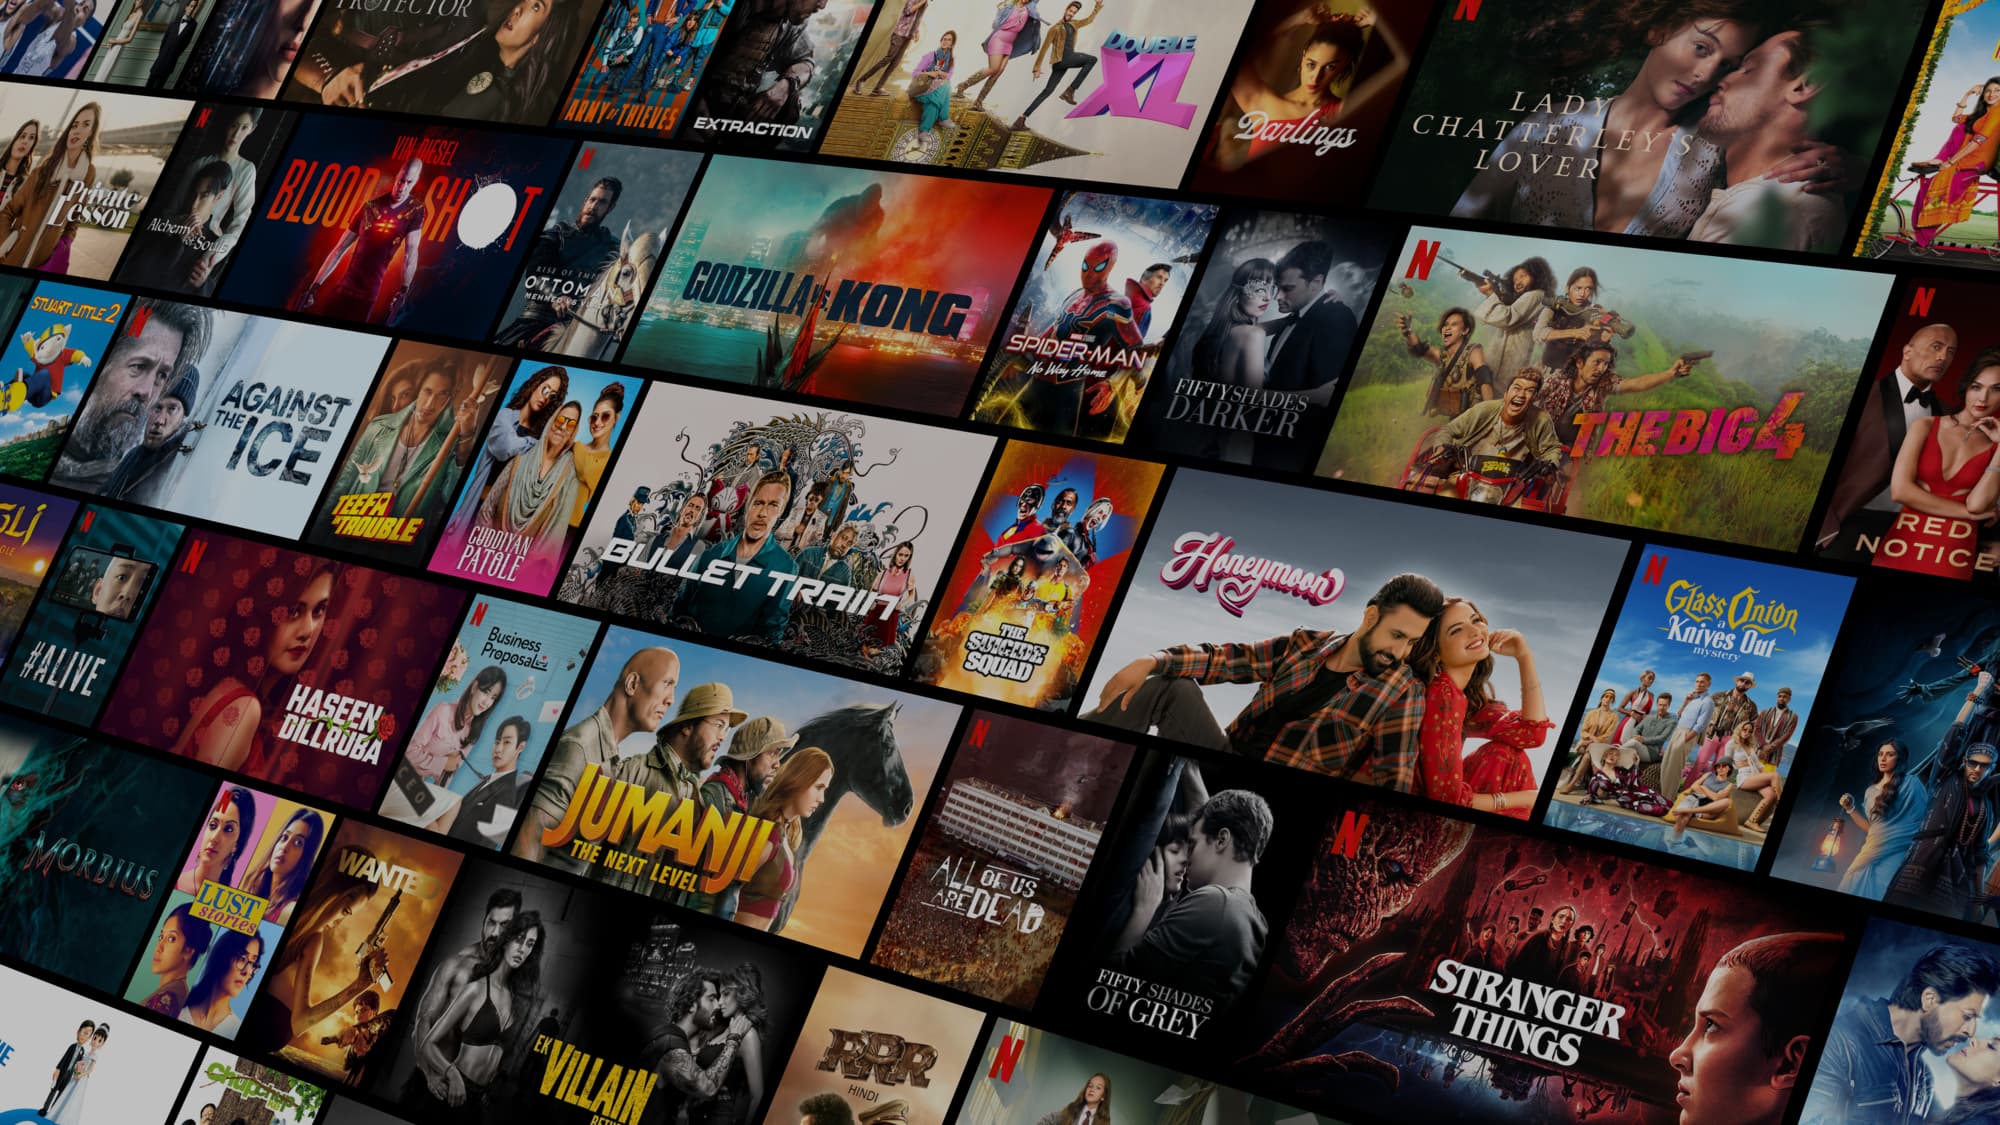 PROTECTOR
ARMY OF THIEVES
EXTRACTION
DOUBLE
XL
Darlings
N
LADY
CHATTERLEY'S
LOVER
Private
Lesson
N
Alchemy
of Souls
VIN DIESEL
BLOODSHOT
N
RISE OF EMPIRES
OTTOMAN
MEHMED VS VLAD
GODZILLA VS KONG
MARVEL STUDIOS
SPIDER-MAN
No Way Home
FIFTY SHADES
DARKER
N
THE BIG 4
N
RED
NOTICE
STUART LITTLE 2
N
AGAINST
THE ICE
TEEFA
IN TROUBLE
GUDDIYAN
PATOLE
BULLET TRAIN
THE
SUICIDE
SQUAD
Honeymoon
N
Glass Onion
a
Knives Out
mystery
N
#ALIVE
N
HASEEN
DILLRUBA
N
Business
Proposal
CEO
JUMANJI
THE NEXT LEVEL
N
ALL OF US
ARE DEAD
FIFTY SHADES
OF GREY
N
STRANGER
THINGS
MORBIUS
N
LUST
stories
WANTED
EK
VILLAIN
RRR
HINDI
N